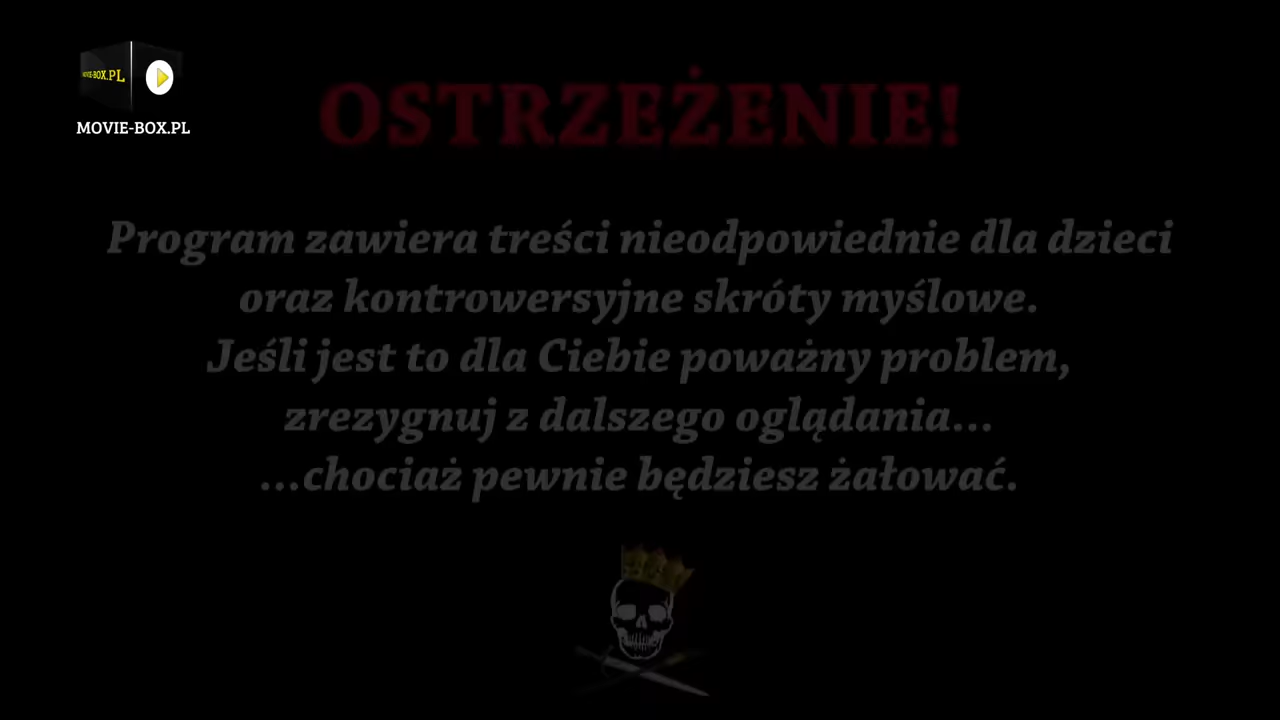 MOVIE-BOX.PL
MOVIE-BOX.PL
OSTRZEŻENIE!
Program zawiera treści nieodpowiednie dla dzieci
oraz kontrowersyjne skróty myślowe.
Jeśli jest to dla Ciebie poważny problem,
zrezygnuj z dalszego oglądania...
...chociaż pewnie będziesz żałować.